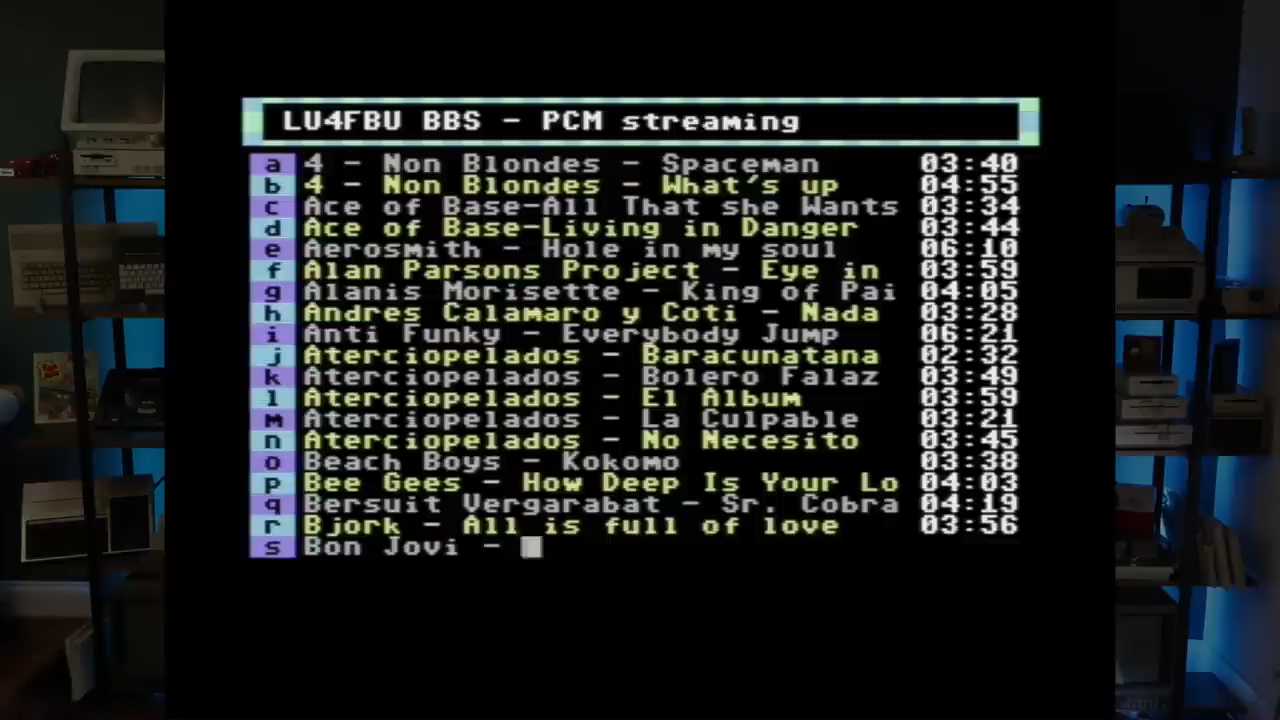 LU4FBU BBS - PCM streaming
a 4 - Non Blondes - Spaceman 03:40
b 4 - Non Blondes - What's up 04:55
c Ace of Base-All That she Wants 03:34
d Ace of Base-Living in Danger 03:44
e Aerosmith - Hole in my soul 06:10
f Alan Parsons Project - Eye in 03:59
g Alanis Morisette - King of Pai 04:05
h Andres Calamaro y Coti - Nada 03:28
i Anti Funky - Everybody Jump 06:21
j Aterciopelados - Baracunatana 02:32
k Aterciopelados - Bolero Falaz 03:49
l Aterciopelados - El Album 03:59
m Aterciopelados - La Culpable 03:21
n Aterciopelados - No Necesito 03:45
o Beach Boys - Kokomo 03:38
p Bee Gees - How Deep Is Your Lo 04:03
q Bersuit Vergarabat - Sr. Cobra 04:19
r Bjork - All is full of love 03:56
s Bon Jovi -